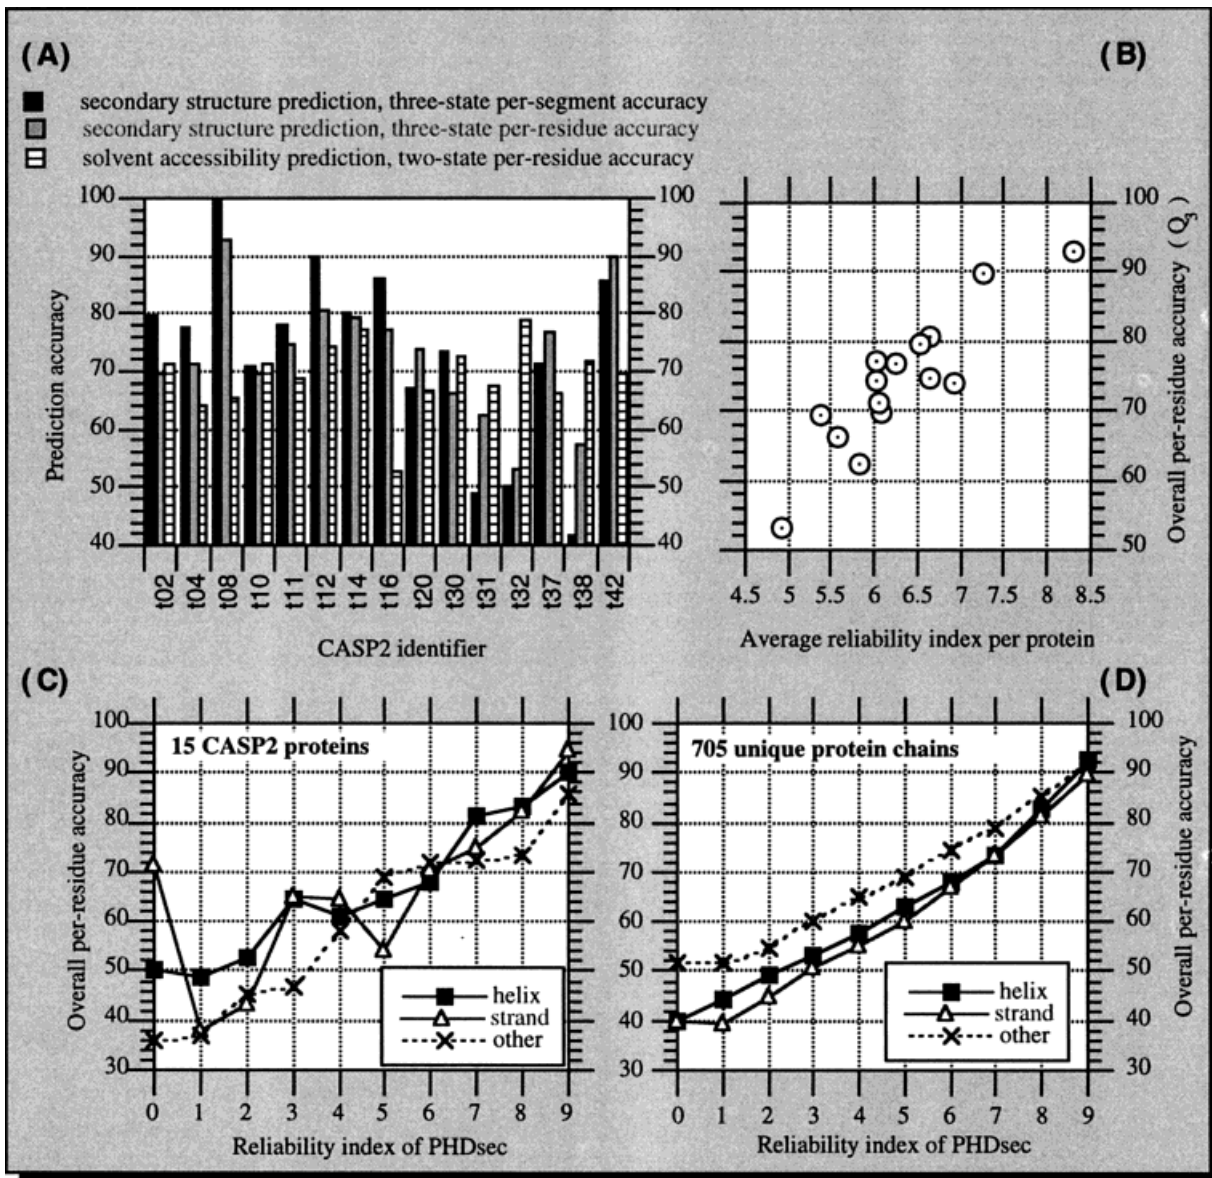 (A)
(B)
secondary structure prediction, three-state per-segment accuracy
secondary structure prediction, three-state per-residue accuracy
solvent accessibility prediction, two-state per-residue accuracy
Prediction accuracy
100
90
80
70
60
50
40
100
90
80
70
60
50
40
t02 t04 t08 t10 t11 t12 t14 t16 t20 t30 t31 t32 t37 t38 t42
CASP2 identifier
100
90
80
70
60
50
Overall per-residue accuracy (Q3)
4.5 5 5.5 6 6.5 7 7.5 8 8.5
Average reliability index per protein
(C)
(D)
Overall per-residue accuracy
100
90
80
70
60
50
40
30
15 CASP2 proteins
helix
strand
other
0 1 2 3 4 5 6 7 8 9
Reliability index of PHDsec
100
90
80
70
60
50
40
30
705 unique protein chains
helix
strand
other
100
90
80
70
60
50
40
30
Overall per-residue accuracy
0 1 2 3 4 5 6 7 8 9
Reliability index of PHDsec